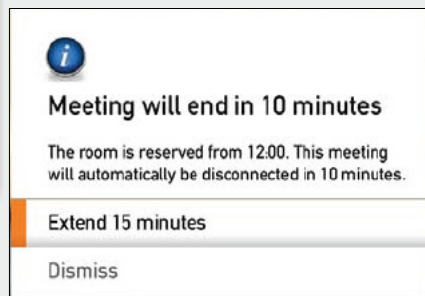 i
Meeting will end in 10 minutes
The room is reserved from 12:00. This meeting
will automatically be disconnected in 10 minutes.
Extend 15 minutes
Dismiss